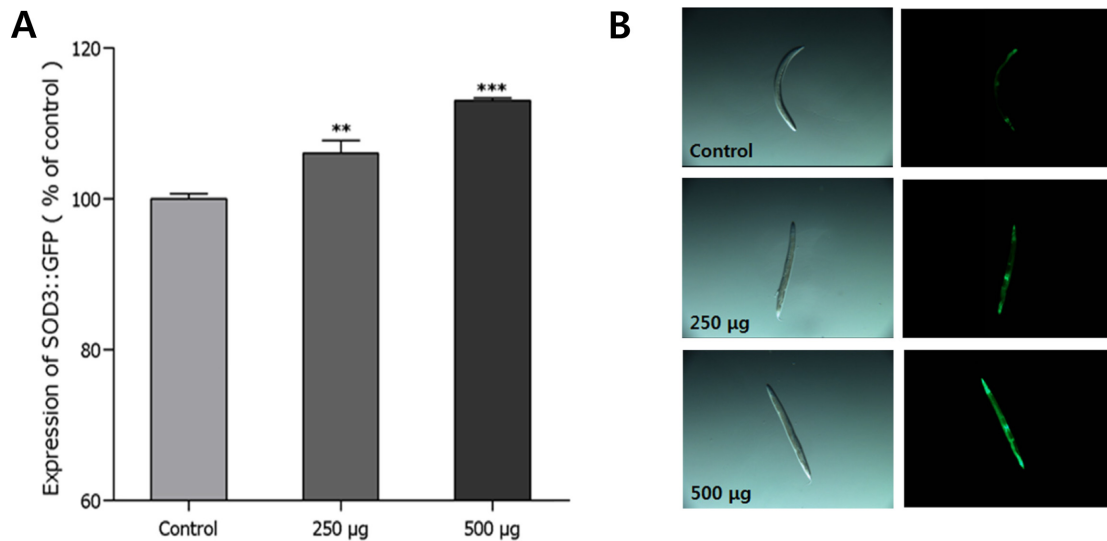 A
Expression of SOD3::GFP ( % of control )
120
100
80
60
**
***
Control
250 µg
500 µg
B
Control
250 µg
500 µg